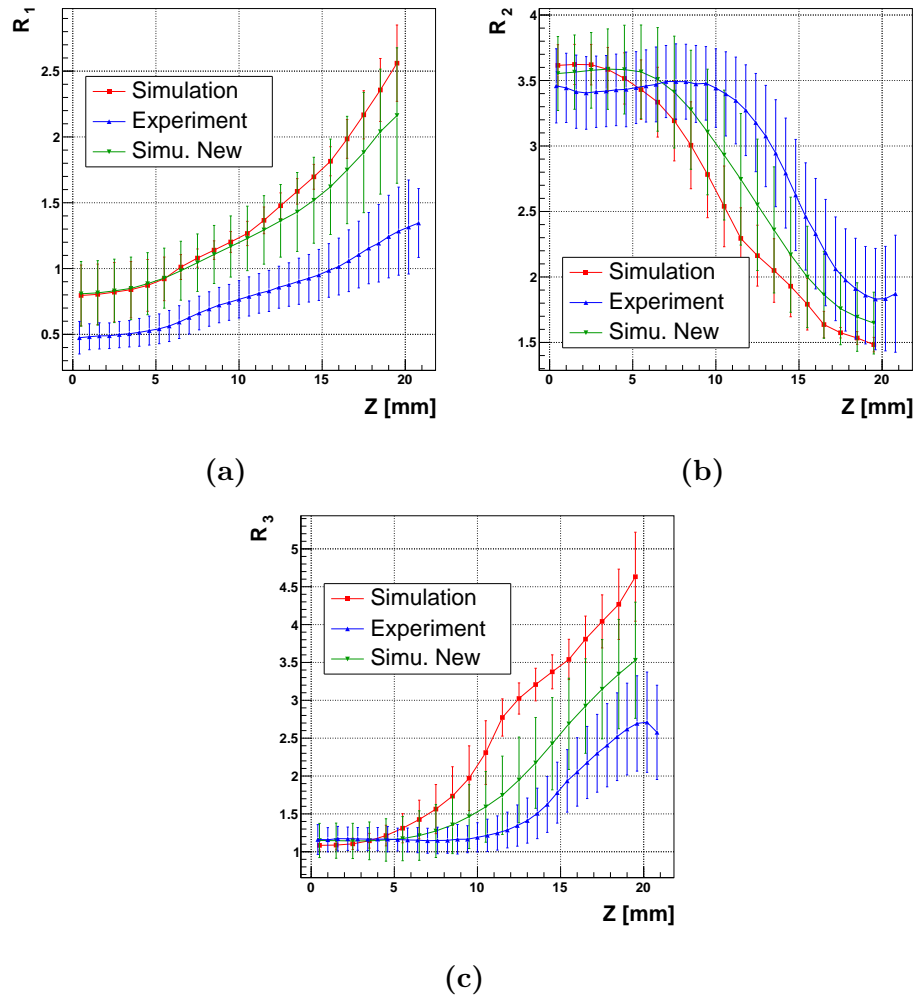 R1
2.5
2
1.5
1
0.5
Simulation
Experiment
Simu. New
0 5 10 15 20
Z [mm]
(a)
R2
4
3.5
3
2.5
2
1.5
Simulation
Experiment
Simu. New
0 5 10 15 20
Z [mm]
(b)
R3
5
4.5
4
3.5
3
2.5
2
1.5
1
Simulation
Experiment
Simu. New
0 5 10 15 20
Z [mm]
(c)